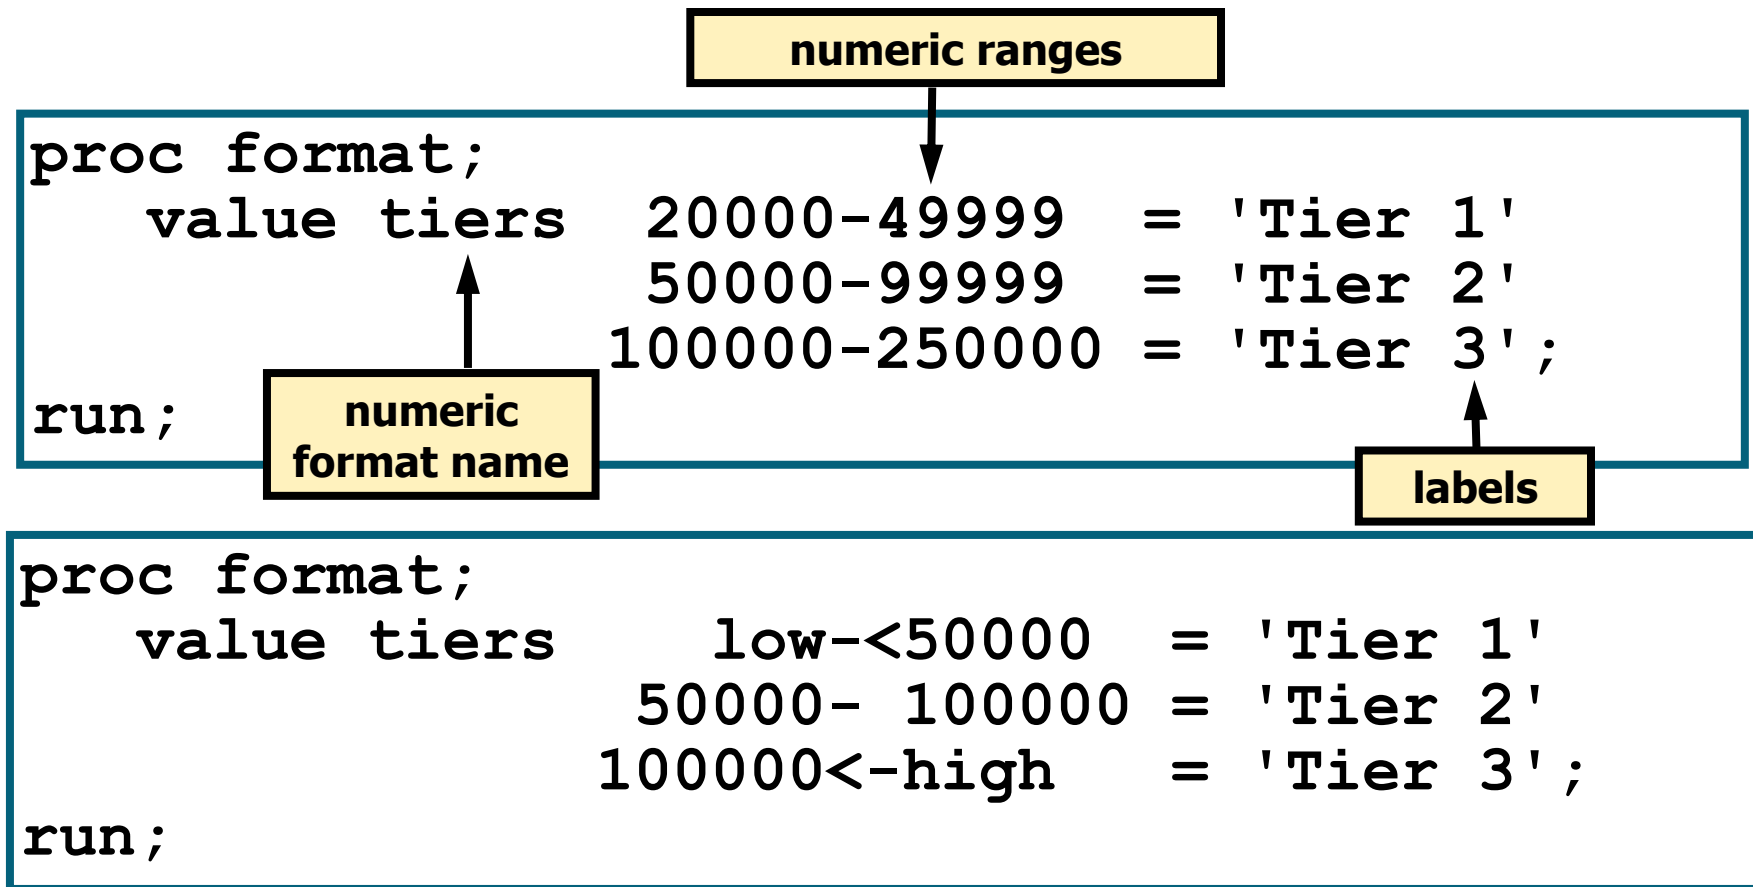 numeric ranges
proc format;
value tiers 20000-49999 = 'Tier 1'
50000-99999 = 'Tier 2'
100000-250000 = 'Tier 3';
run;
numeric
format name
labels
proc format;
value tiers low-<50000 = 'Tier 1'
50000- 100000 = 'Tier 2'
100000<-high = 'Tier 3';
run;